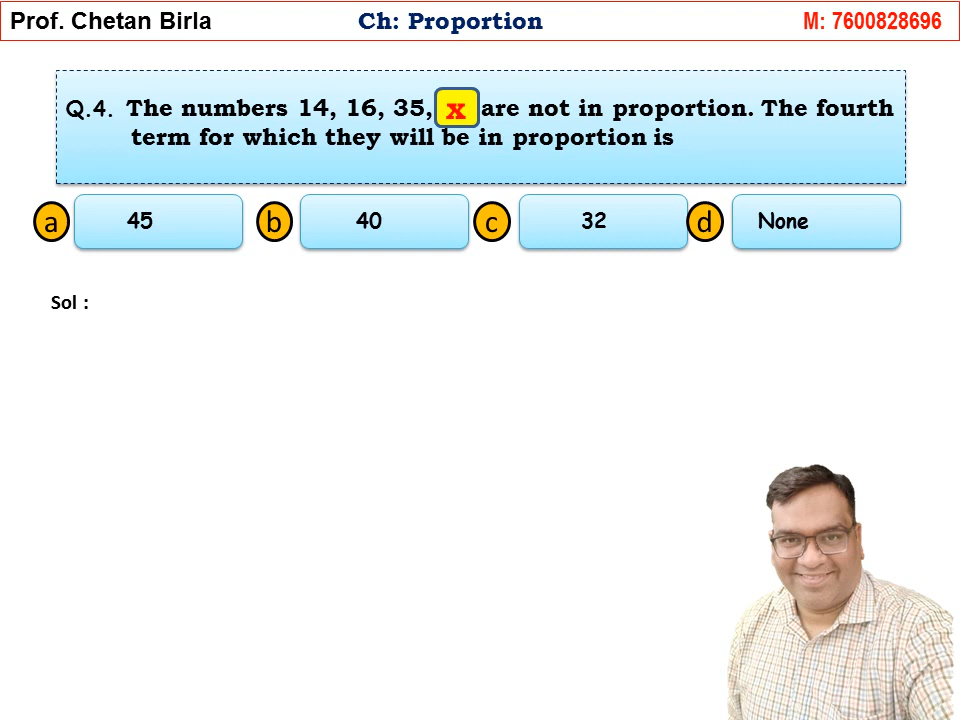 Prof. Chetan Birla Ch: Proportion M: 7600828696
Q.4. The numbers 14, 16, 35, x are not in proportion. The fourth
term for which they will be in proportion is
a 45 b 40 c 32 d None
Sol :